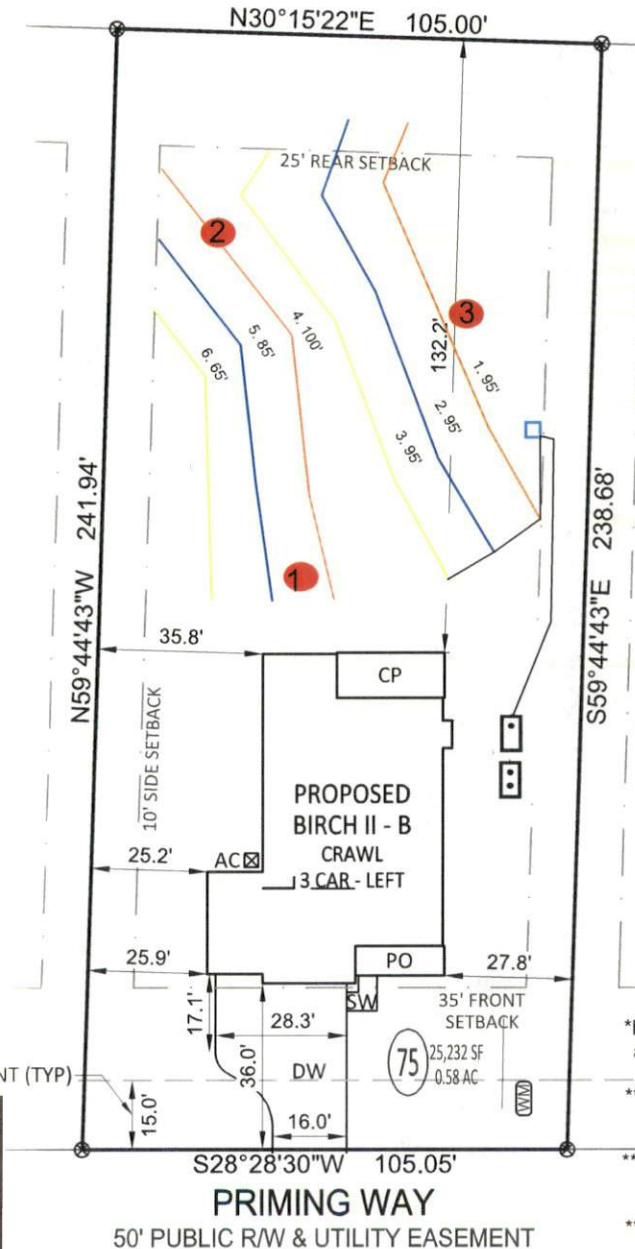 N30°15'22"E 105.00'
25' REAR SETBACK
2
3
132.2'
4. 100'
5. 85'
6. 65'
1. 95'
2. 95'
3. 95'
N59°44'43"W 241.94'
S59°44'43"E 238.68'
1
35.8'
CP
10' SIDE SETBACK
PROPOSED
BIRCH II - B
CRAWL
3 CAR - LEFT
AC
25.2'
25.9'
PO
27.8'
17.1'
SW
35' FRONT
SETBACK
28.3'
36.0'
DW
75
25,232 SF
0.58 AC
WM
NT (TYP)
15.0'
16.0'
S28°28'30"W 105.05'
PRIMING WAY
50' PUBLIC R/W & UTILITY EASEMENT
**
**
**